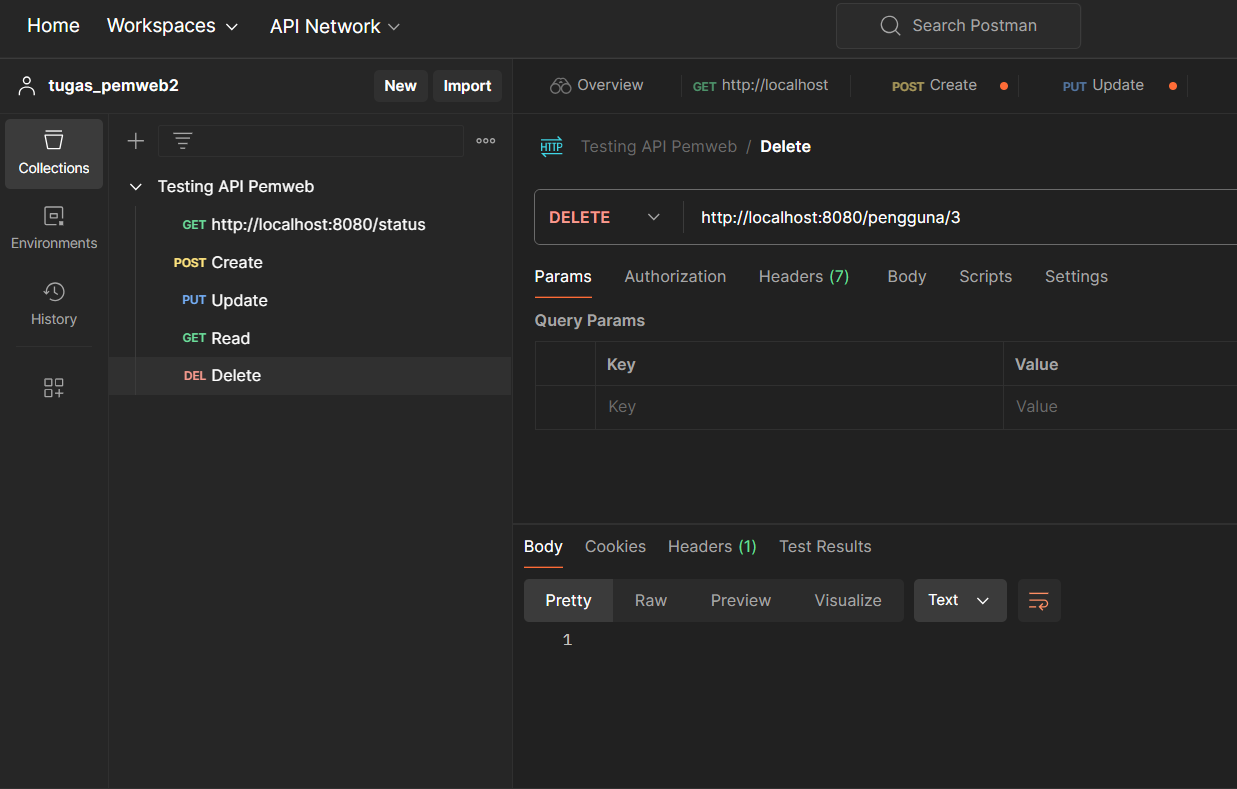 Home Workspaces API Network Search Postman
tugas_pemweb2 New Import
Overview GET http://localhost POST Create PUT Update
Collections
Environments
History
Testing API Pemweb
GET http://localhost:8080/status
POST Create
PUT Update
GET Read
DEL Delete
HTTP Testing API Pemweb / Delete
DELETE http://localhost:8080/pengguna/3
Params Authorization Headers (7) Body Scripts Settings
Query Params
Key Value
Key Value
Body Cookies Headers (1) Test Results
Pretty Raw Preview Visualize Text
1